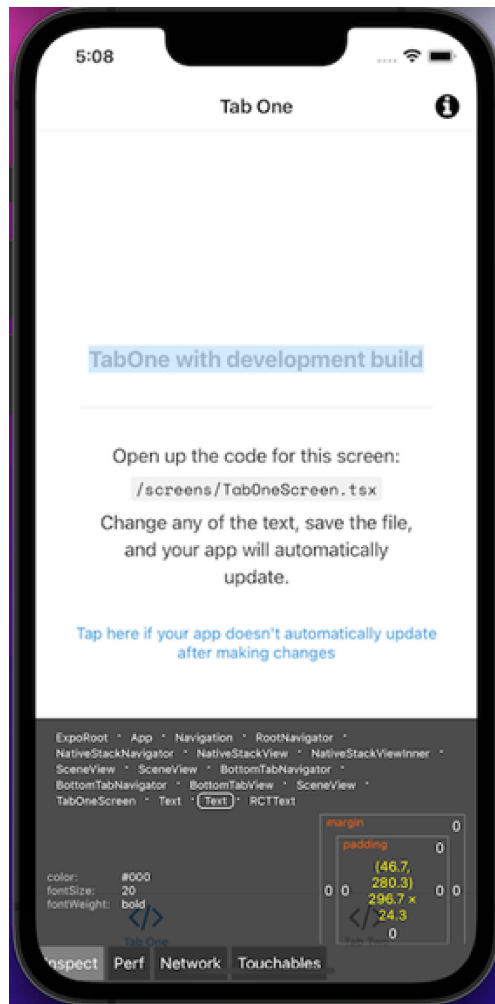 5:08
Tab One
TabOne with development build
Open up the code for this screen:
/screens/TabOneScreen.tsx
Change any of the text, save the file,
and your app will automatically
update.
Tap here if your app doesn't automatically update
after making changes
ExpoRoot ˇ App ˇ Navigation ˇ RootNavigator ˇ
NativeStackNavigator ˇ NativeStackView ˇ NativeStackViewInner ˇ
SceneView ˇ SceneView ˇ BottomTabNavigator ˇ
BottomTabNavigator ˇ BottomTabView ˇ SceneView ˇ
TabOneScreen ˇ Text ˇ Text ˇ RCTText
margin 0
padding 0
color: #000
fontSize: 20
fontWeight: bold
0 0 (46.7, 280.3) 296.7 × 24.3 0 0
0
</>
</>
Tab One
Tab Two
Inspect Perf Network Touchables